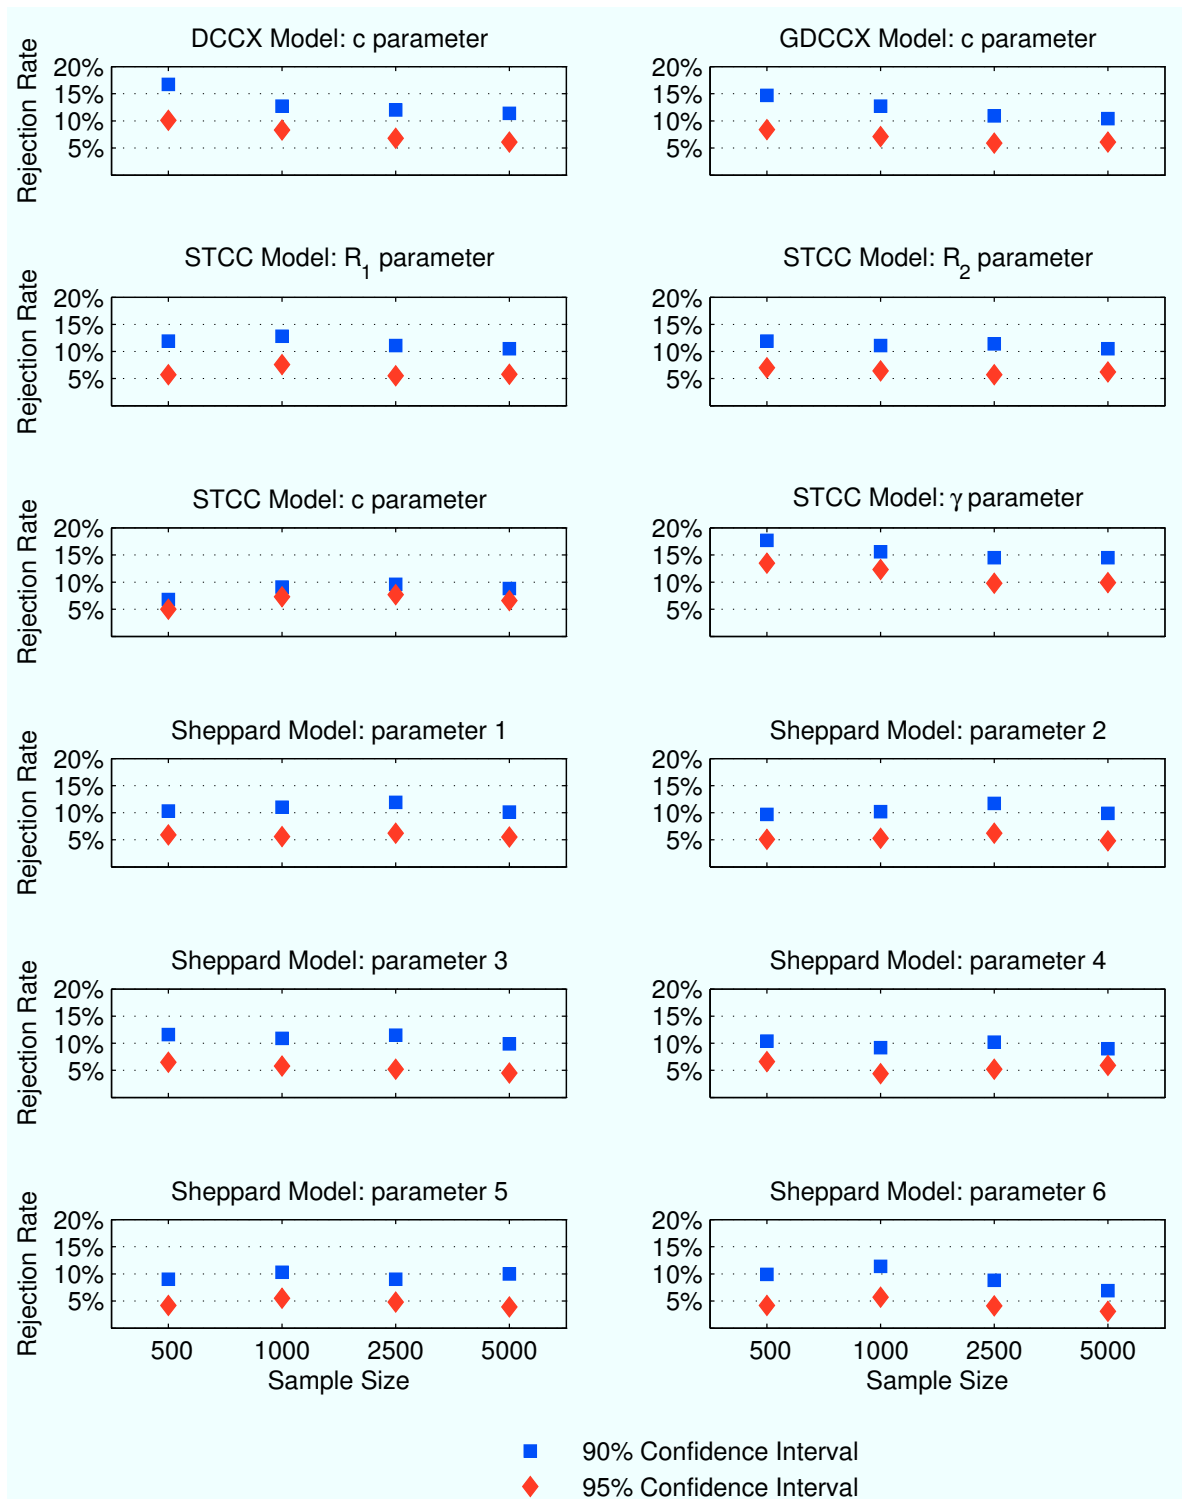 DCCX Model: c parameter
20%
15%
10%
5%
Rejection Rate
GDCCX Model: c parameter
20%
15%
10%
5%
STCC Model: R1 parameter
20%
15%
10%
5%
Rejection Rate
STCC Model: R2 parameter
20%
15%
10%
5%
STCC Model: c parameter
20%
15%
10%
5%
Rejection Rate
STCC Model: γ parameter
20%
15%
10%
5%
Sheppard Model: parameter 1
20%
15%
10%
5%
Rejection Rate
Sheppard Model: parameter 2
20%
15%
10%
5%
Sheppard Model: parameter 3
20%
15%
10%
5%
Rejection Rate
Sheppard Model: parameter 4
20%
15%
10%
5%
Sheppard Model: parameter 5
20%
15%
10%
5%
Rejection Rate
500 1000 2500 5000
Sample Size
Sheppard Model: parameter 6
20%
15%
10%
5%
500 1000 2500 5000
Sample Size
90% Confidence Interval
95% Confidence Interval